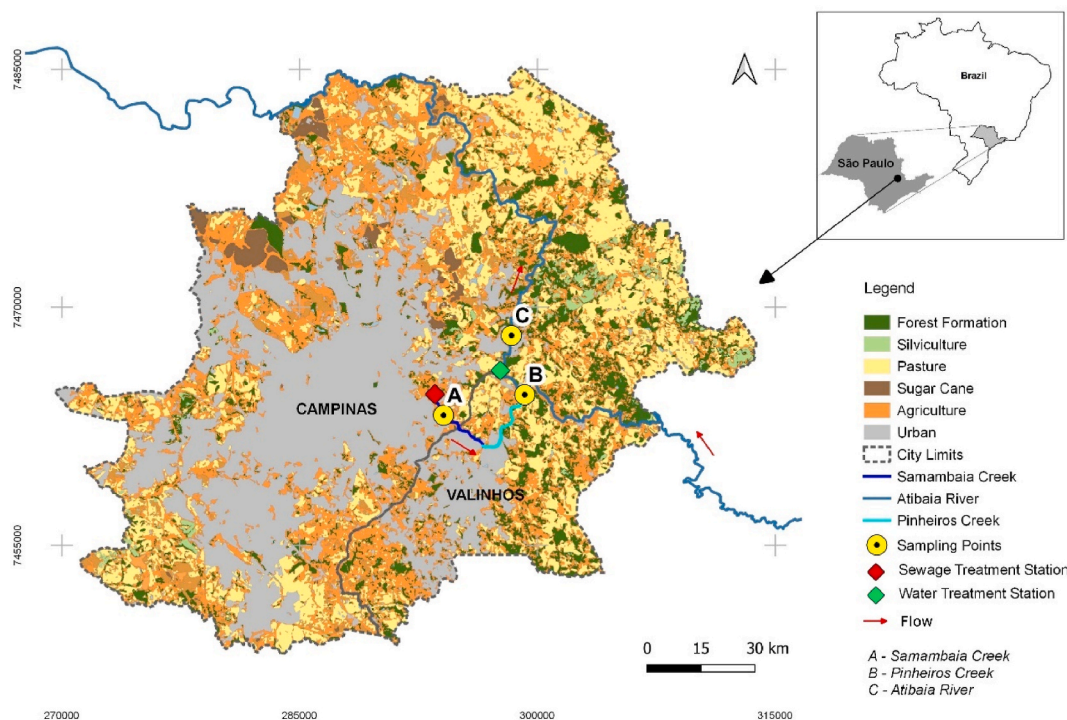 7485000
7470000
7455000
270000
285000
300000
315000
CAMPINAS
VALINHOS
A
B
C
0 15 30 km
Brazil
São Paulo
Legend
Forest Formation
Silviculture
Pasture
Sugar Cane
Agriculture
Urban
City Limits
Samambaia Creek
Atibaia River
Pinheiros Creek
Sampling Points
Sewage Treatment Station
Water Treatment Station
Flow
A - Samambaia Creek
B - Pinheiros Creek
C - Atibaia River